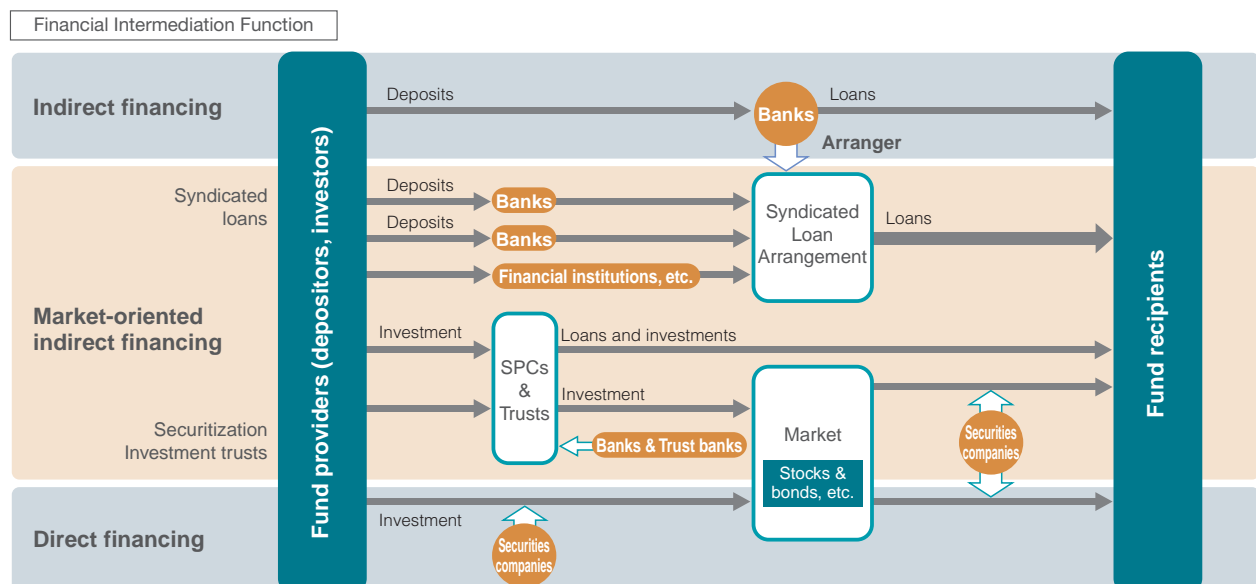 Financial Intermediation Function
Indirect financing
Fund providers (depositors, investors)
Deposits
Banks
Loans
Arranger
Fund recipients
Syndicated
loans
Deposits
Banks
Deposits
Banks
Financial institutions, etc.
Syndicated
Loan
Arrangement
Loans
Market-oriented
indirect financing
Investment
SPCs
&
Trusts
Loans and investments
Investment
Securitization
Investment trusts
Banks & Trust banks
Market
Stocks &
bonds, etc.
Securities
companies
Direct financing
Investment
Securities
companies